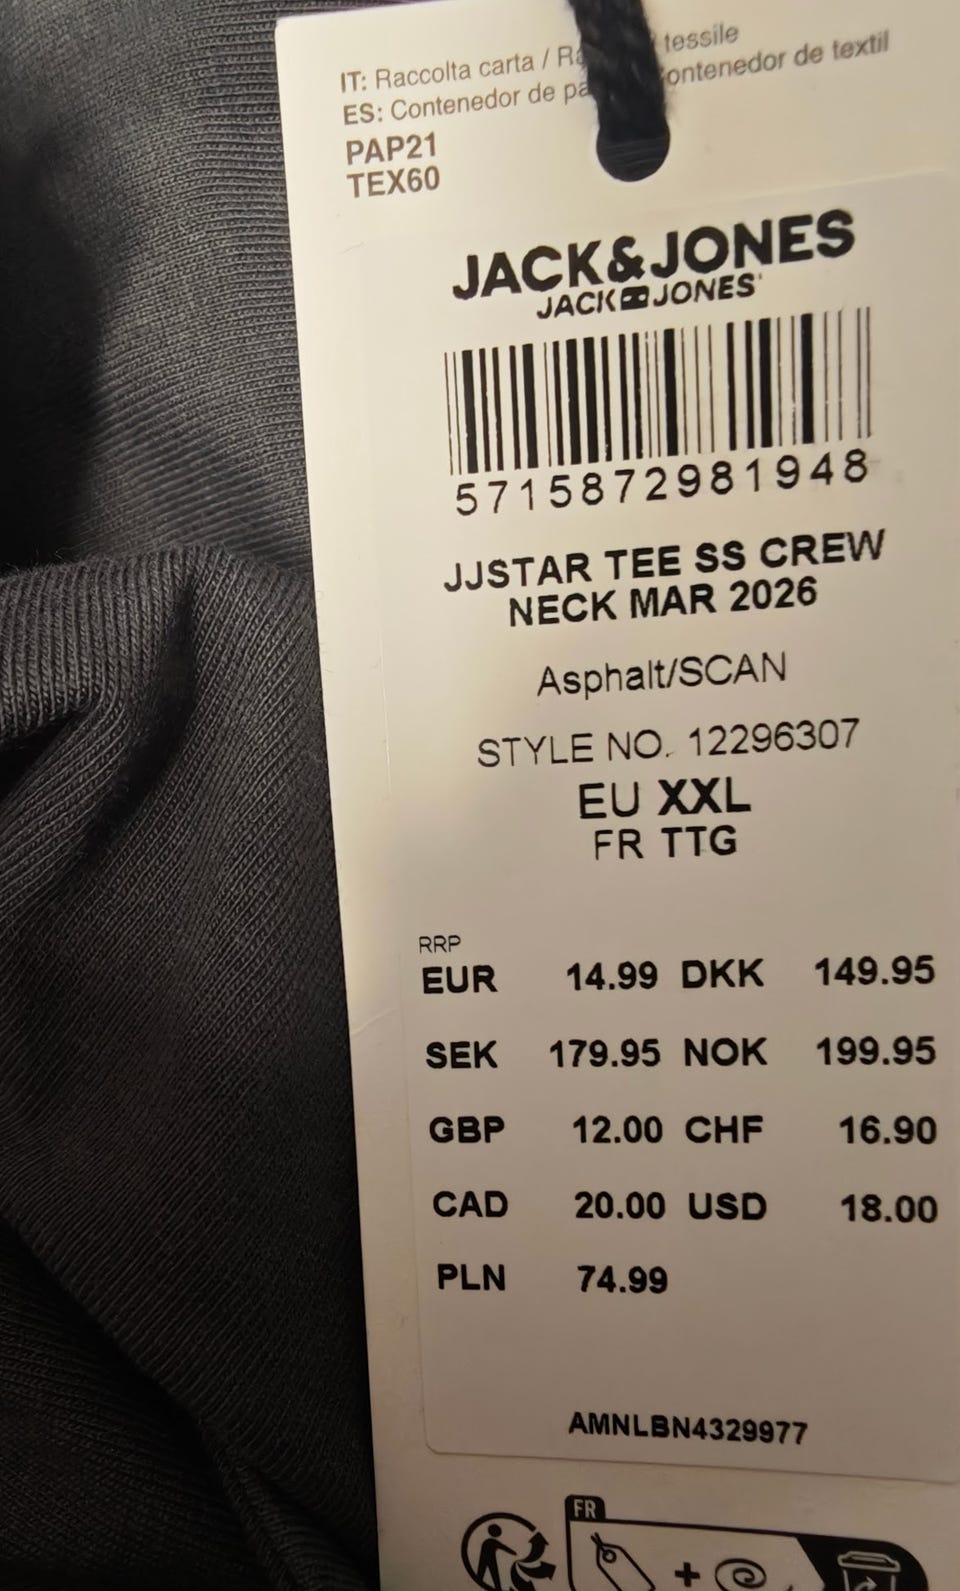 IT: Raccolta carta / tessile
ES: Contenedor de contenedor de textil
PAP21
TEX60
JACK&JONES
JACK JONES
5715872981948
JJSTAR TEE SS CREW
NECK MAR 2026
Asphalt/SCAN
STYLE NO. 12296307
EU XXL
FR TTG
RRP
EUR 14.99 DKK 149.95
SEK 179.95 NOK 199.95
GBP 12.00 CHF 16.90
CAD 20.00 USD 18.00
PLN 74.99
AMNLBN4329977
FR
+